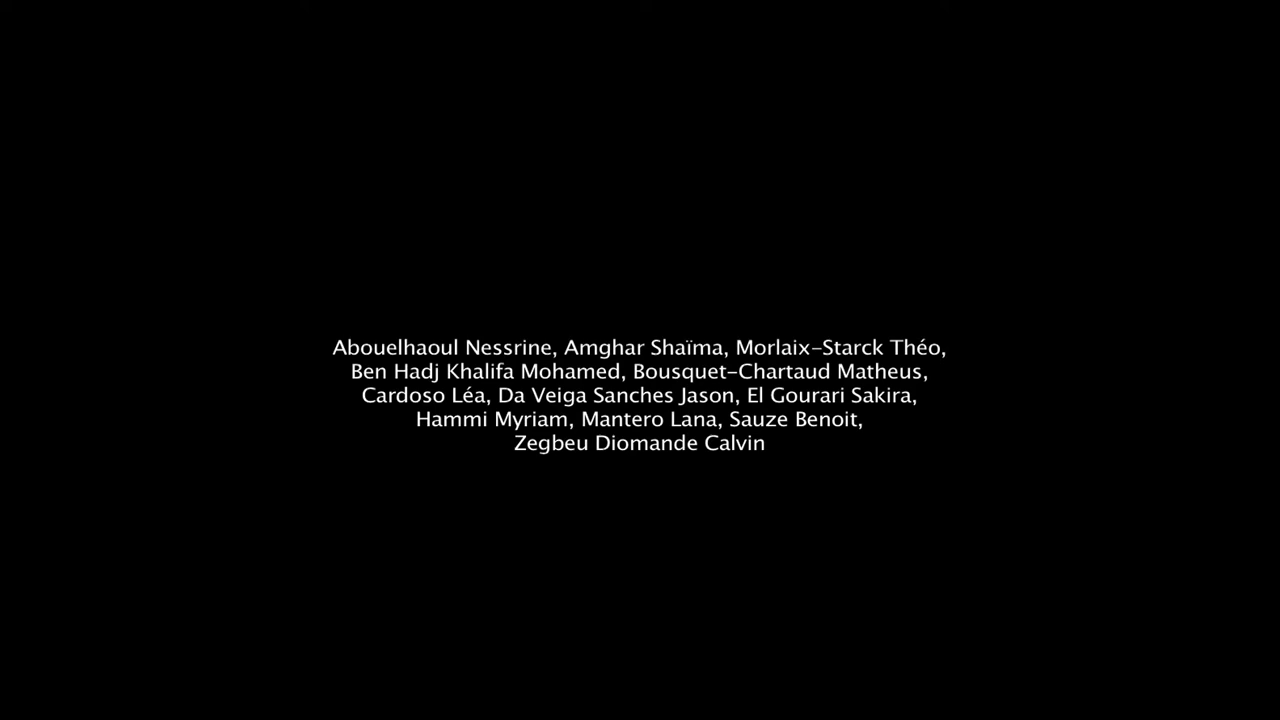 Abouelhaoul Nessrine, Amghar Shaïma, Morlaix-Starck Théo,
Ben Hadj Khalifa Mohamed, Bousquet-Chartaud Matheus,
Cardoso Léa, Da Veiga Sanches Jason, El Gourari Sakira,
Hammi Myriam, Mantero Lana, Sauze Benoit,
Zegbeu Diomande Calvin